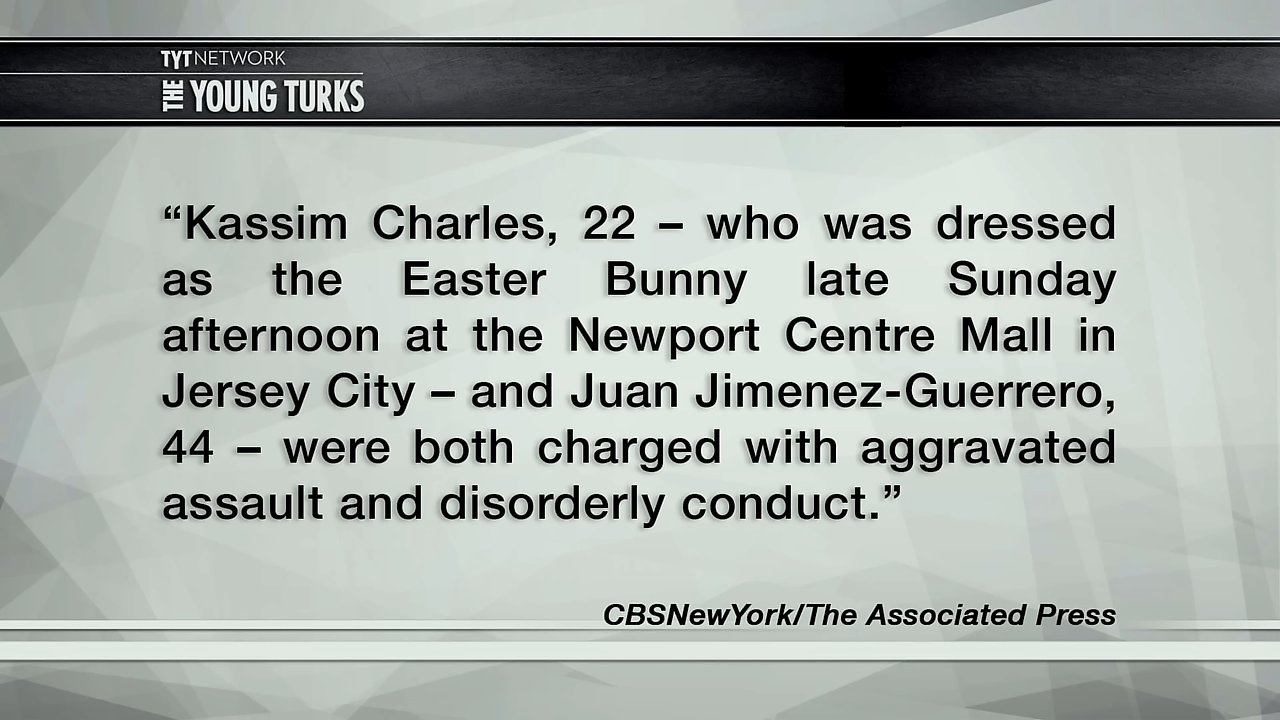 TYTNETWORK
THE YOUNG TURKS
“Kassim Charles, 22 – who was dressed
as the Easter Bunny late Sunday
afternoon at the Newport Centre Mall in
Jersey City – and Juan Jimenez-Guerrero,
44 – were both charged with aggravated
assault and disorderly conduct.”
CBSNewYork/The Associated Press